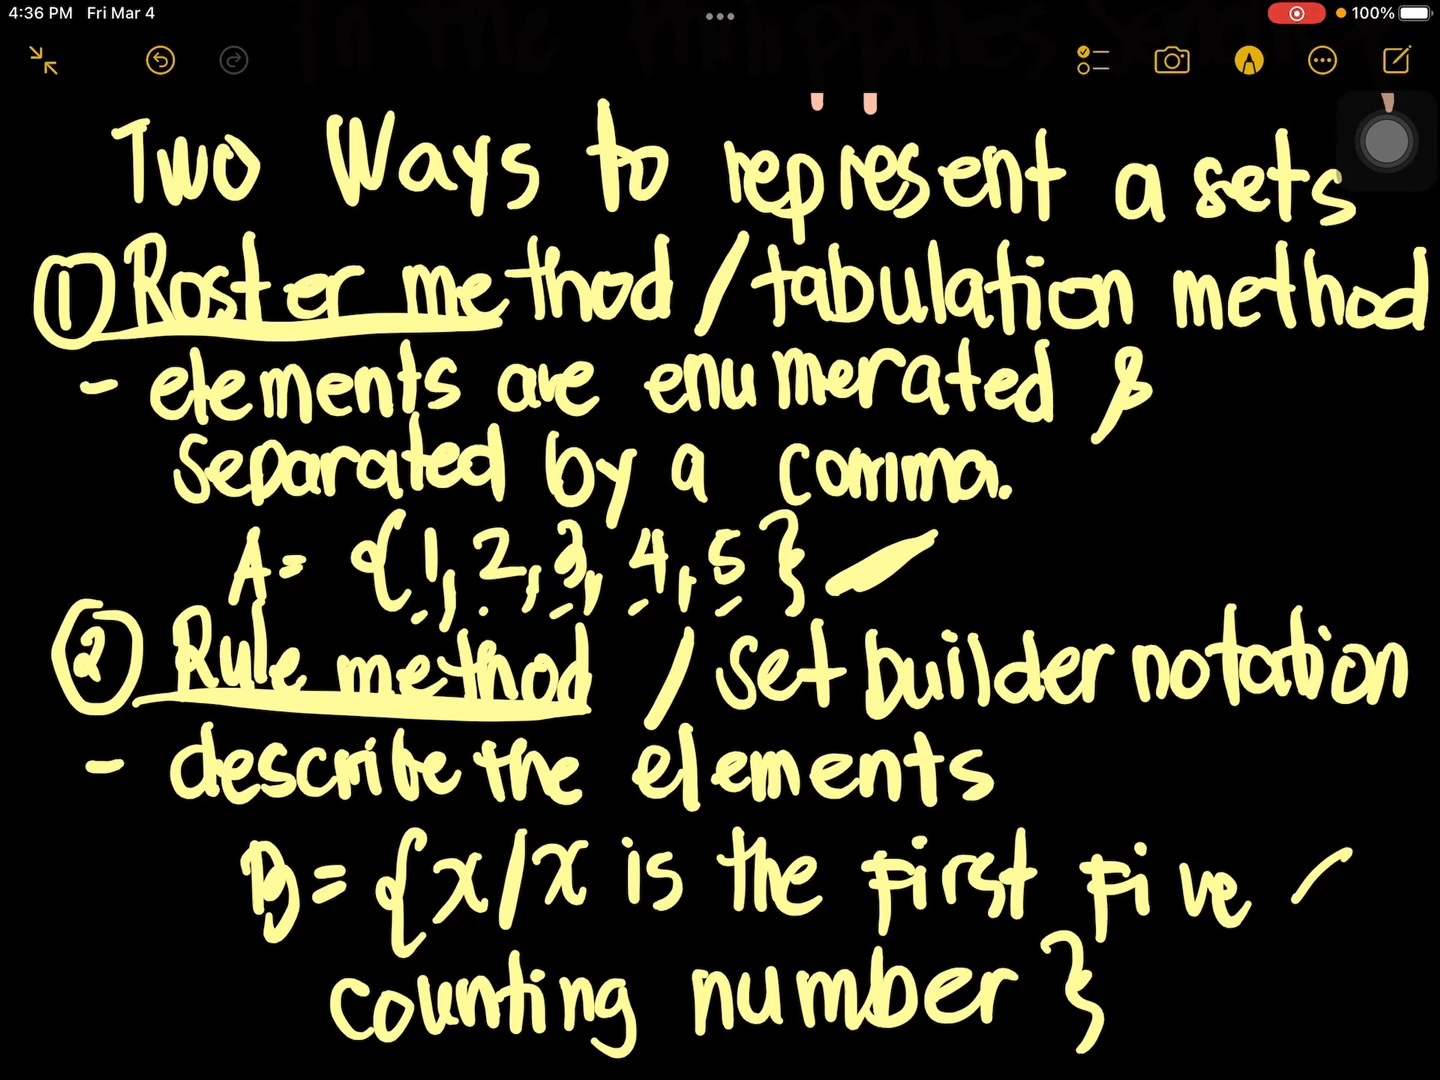 4:36 PM Fri Mar 4
100%
Two Ways to represent a sets
1 Roster method / tabulation method
- elements are enumerated &
separated by a comma.
A = {1, 2, 3, 4, 5}
2 Rule method / set builder notation
- describe the elements
B = {x/x is the first five
counting number}